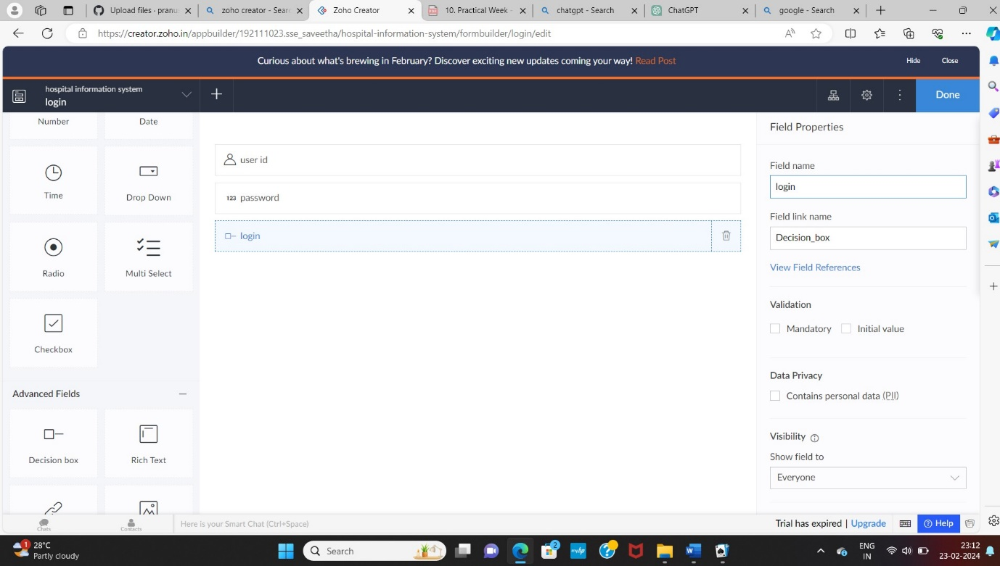 Upload files · pranu
zoho creator - Sear
Zoho Creator
10. Practical Week -
chatgpt - Search
ChatGPT
google - Search
https://creator.zoho.in/appbuilder/192111023.sse_saveetha/hospital-information-system/formbuilder/login/edit
Curious about what's brewing in February? Discover exciting new updates coming your way! Read Post
Hide
Close
hospital information system
login
Done
Number
Date
Time
Drop Down
Radio
Multi Select
Checkbox
Advanced Fields
Decision box
Rich Text
user id
123 password
login
Field Properties
Field name
login
Field link name
Decision_box
View Field References
Validation
Mandatory
Initial value
Data Privacy
Contains personal data (PII)
Visibility
Show field to
Everyone
Chats
Contacts
Here is your Smart Chat (Ctrl+Space)
Trial has expired | Upgrade
Help
1
28°C
Partly cloudy
Search
2
ENG
IN
23:12
23-02-2024